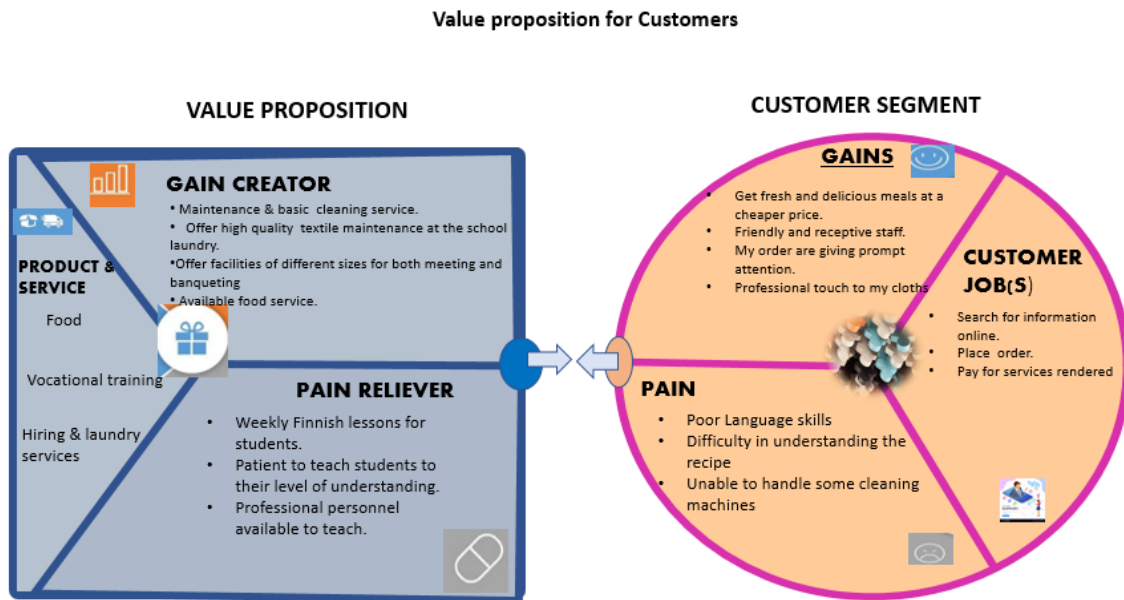 Value proposition for Customers
VALUE PROPOSITION
GAIN CREATOR
• Maintenance & basic cleaning service.
• Offer high quality textile maintenance at the school
laundry.
•Offer facilities of different sizes for both meeting and
banqueting
• Available food service.
PRODUCT &
SERVICE
Food
Vocational training
Hiring & laundry
services
PAIN RELIEVER
• Weekly Finnish lessons for
students.
• Patient to teach students to
their level of understanding.
• Professional personnel
available to teach.
CUSTOMER SEGMENT
GAINS
• Get fresh and delicious meals at a
cheaper price.
• Friendly and receptive staff.
• My order are giving prompt
attention.
• Professional touch to my cloths
CUSTOMER
JOB(S)
• Search for information
online.
• Place order.
• Pay for services rendered
PAIN
• Poor Language skills
• Difficulty in understanding the
recipe
• Unable to handle some cleaning
machines